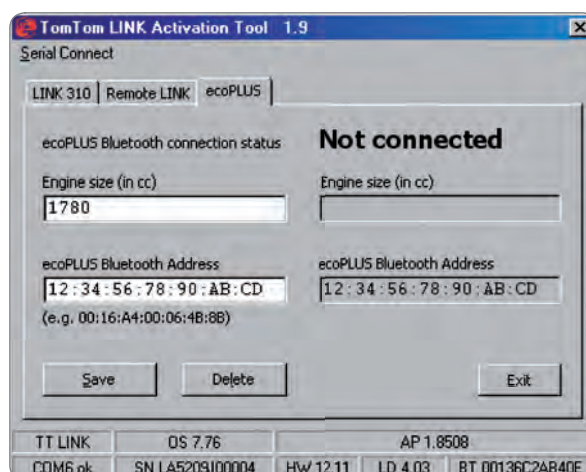 TomTom LINK Activation Tool 1.9
Serial Connect
LINK 310 Remote LINK ecoPLUS
ecoPLUS Bluetooth connection status Not connected
Engine size (in cc) Engine size (in cc)
1780
ecoPLUS Bluetooth Address ecoPLUS Bluetooth Address
12:34:56:78:90:AB:CD 12:34:56:78:90:AB:CD
(e.g. 00:16:A4:00:06:4B:8B)
Save Delete Exit
TT LINK OS 7.76 AP 1.8508
COM6 ok SN LA5209J00004 HW 12.11 LD 4.03 BT 00136C2AB40E